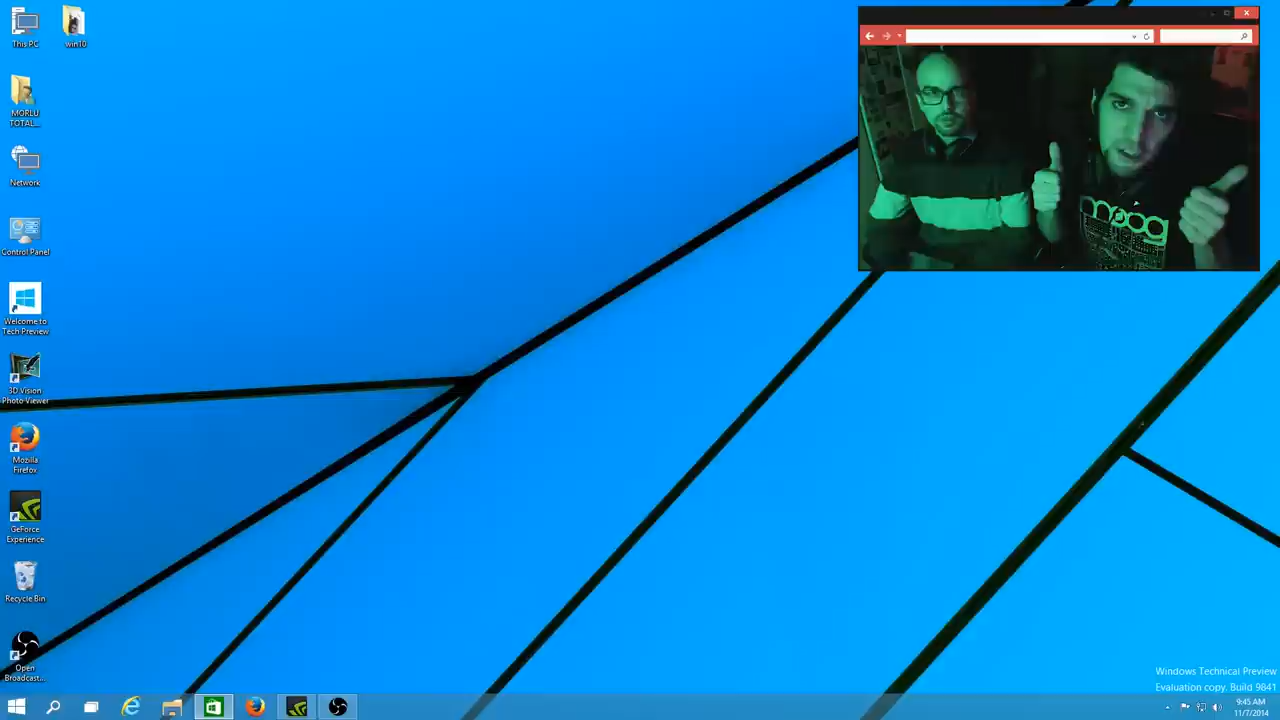 This PC
win10
MORLU
TOTAL...
Network
Control Panel
Welcome to
Tech Preview
3D Vision
Photo Viewer
Mozilla
Firefox
GeForce
Experience
Recycle Bin
Open
Broadcast...
moog
Windows Technical Preview
Evaluation copy. Build 9841
9:45 AM
11/7/2014